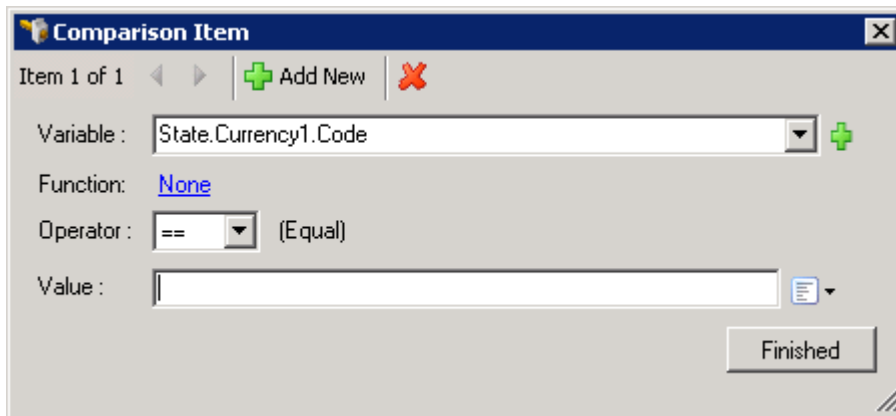 Comparison Item
Item 1 of 1 Add New
Variable : State.Currency1.Code
Function: None
Operator : == (Equal)
Value :
Finished